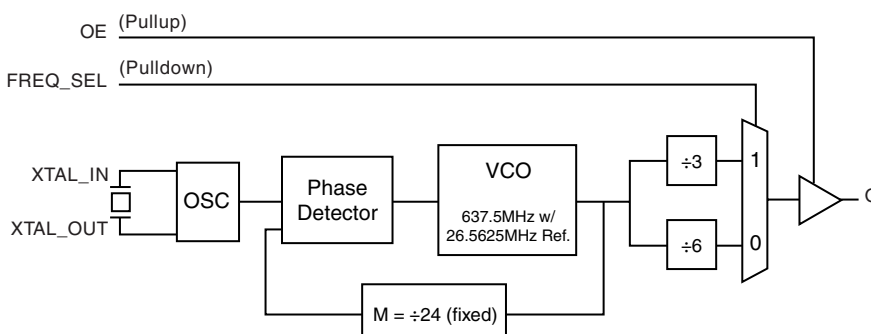 OE (Pullup)
FREQ_SEL (Pulldown)
XTAL_IN
XTAL_OUT
OSC
Phase
Detector
VCO
637.5MHz w/
26.5625MHz Ref.
M = ÷24 (fixed)
÷3
÷6
1
0